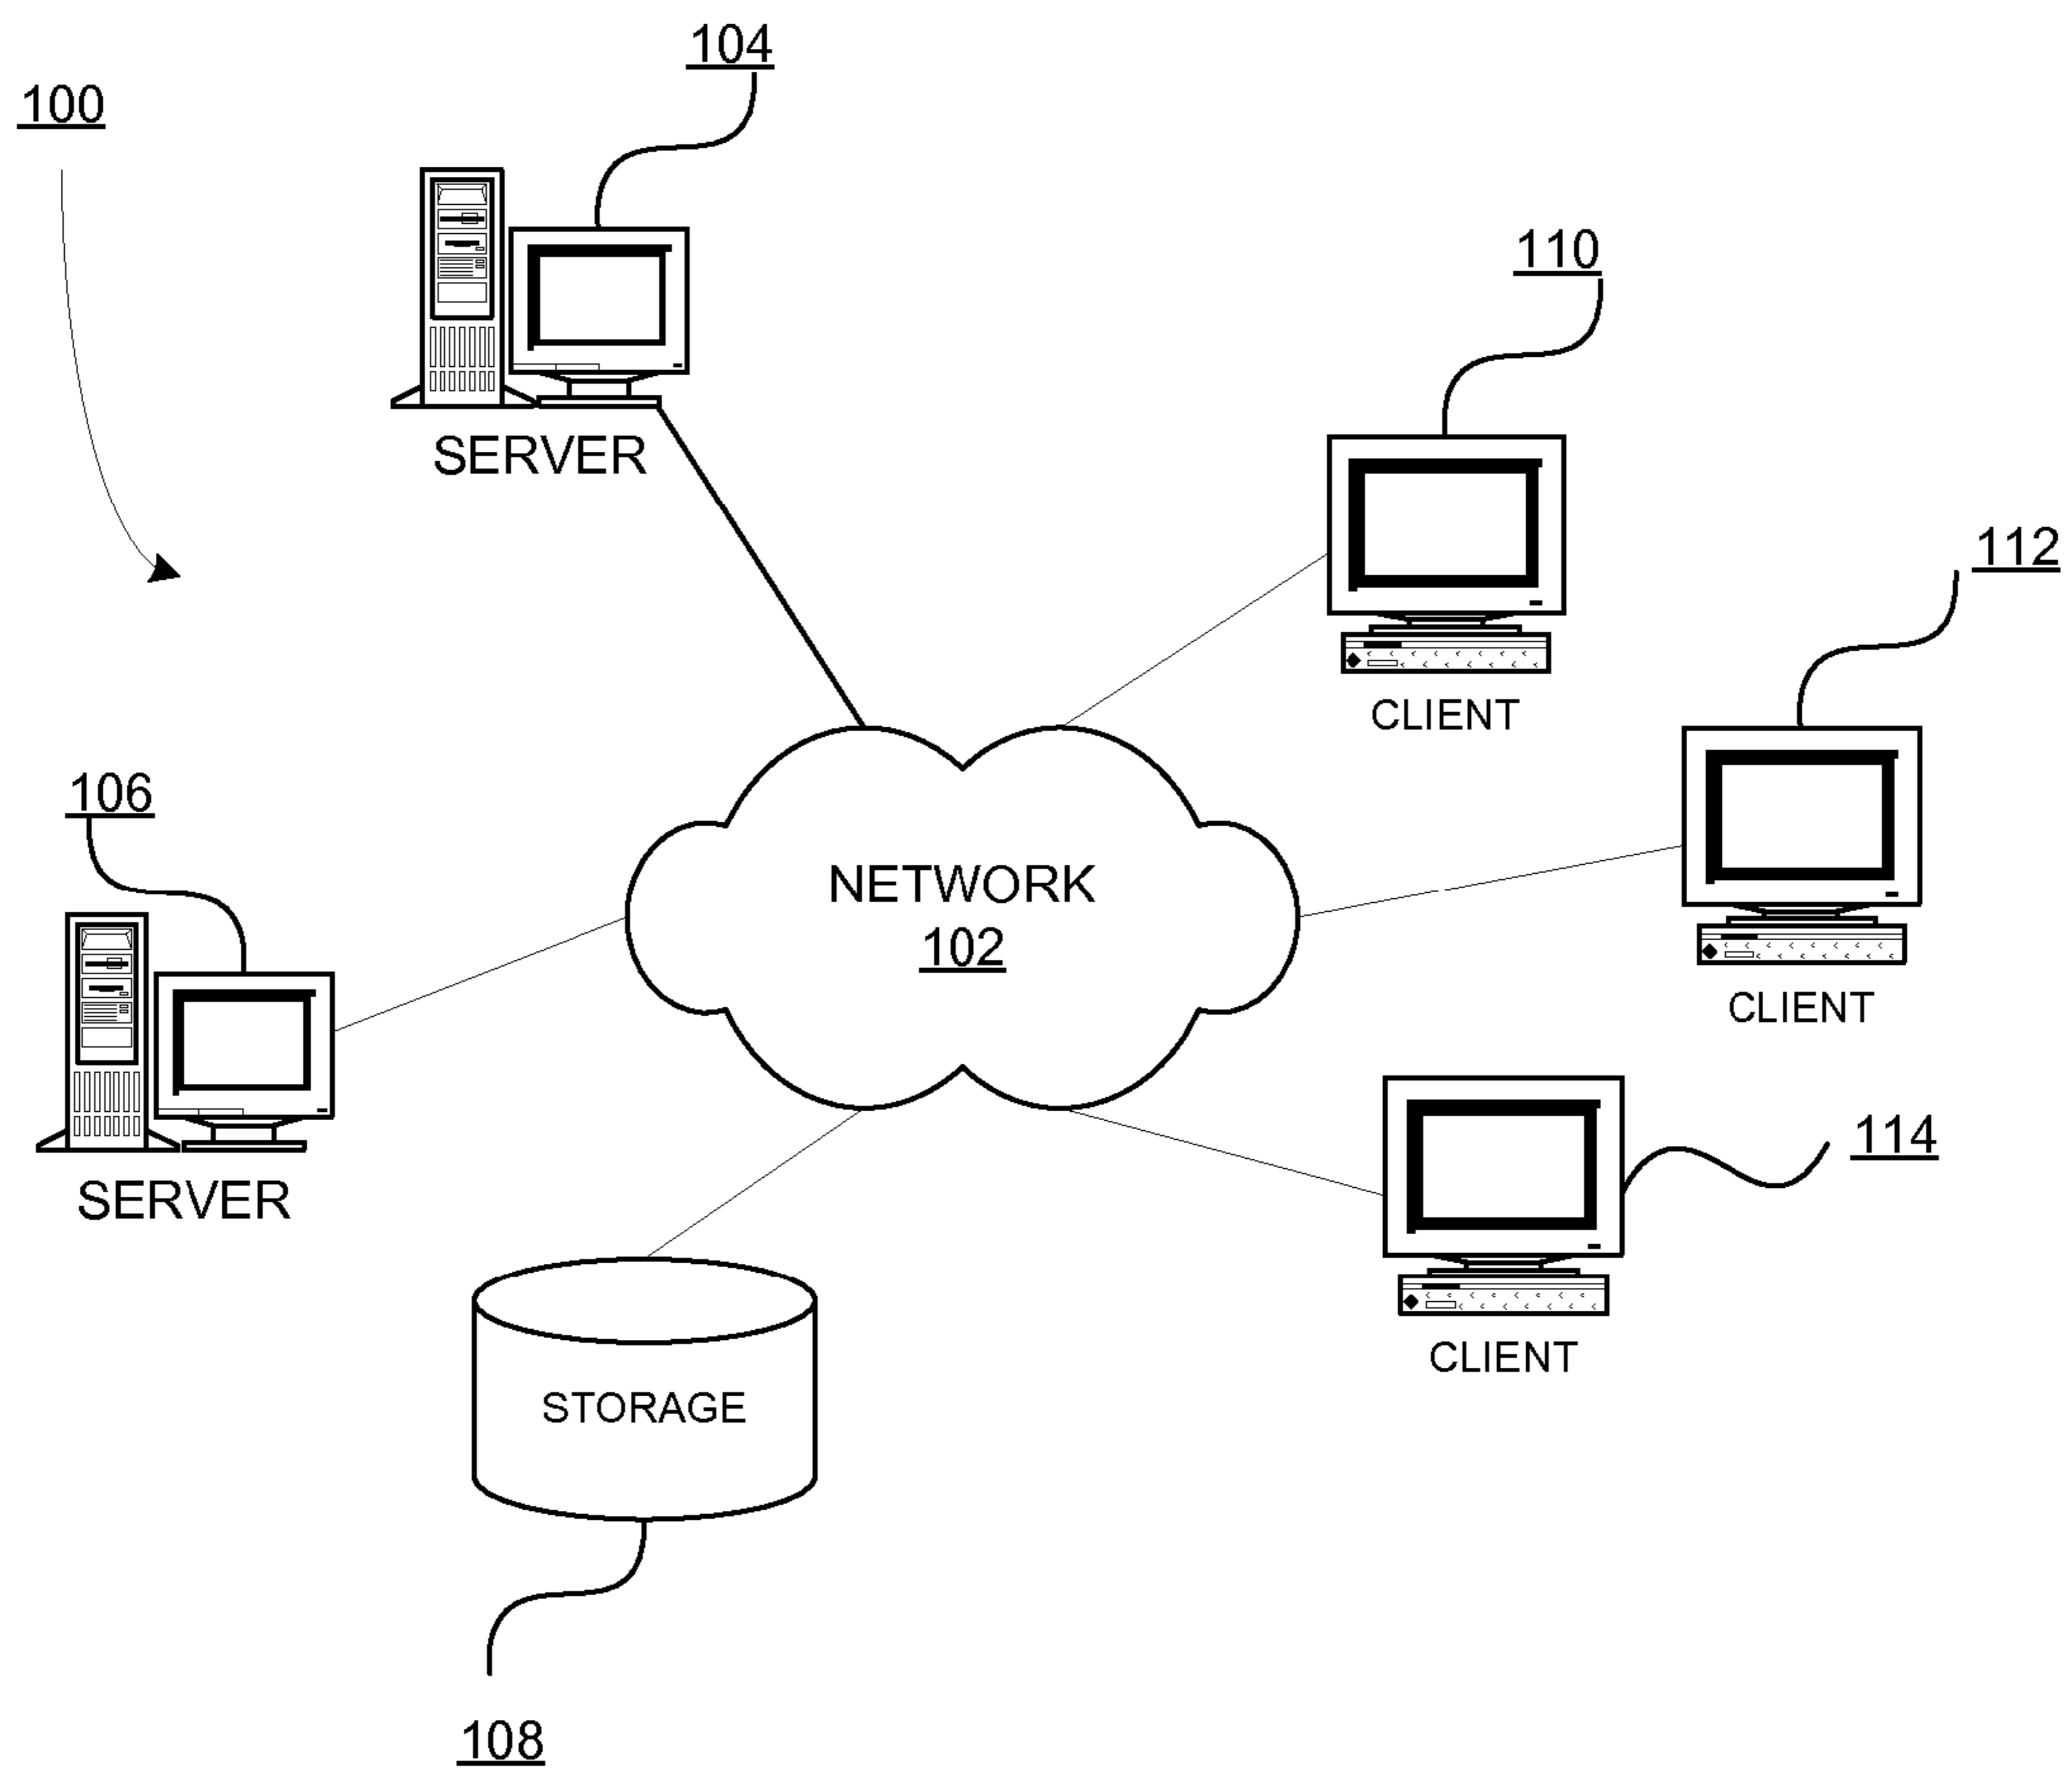 104
100
SERVER
110
CLIENT
112
106
SERVER
NETWORK
102
CLIENT
114
CLIENT
STORAGE
108